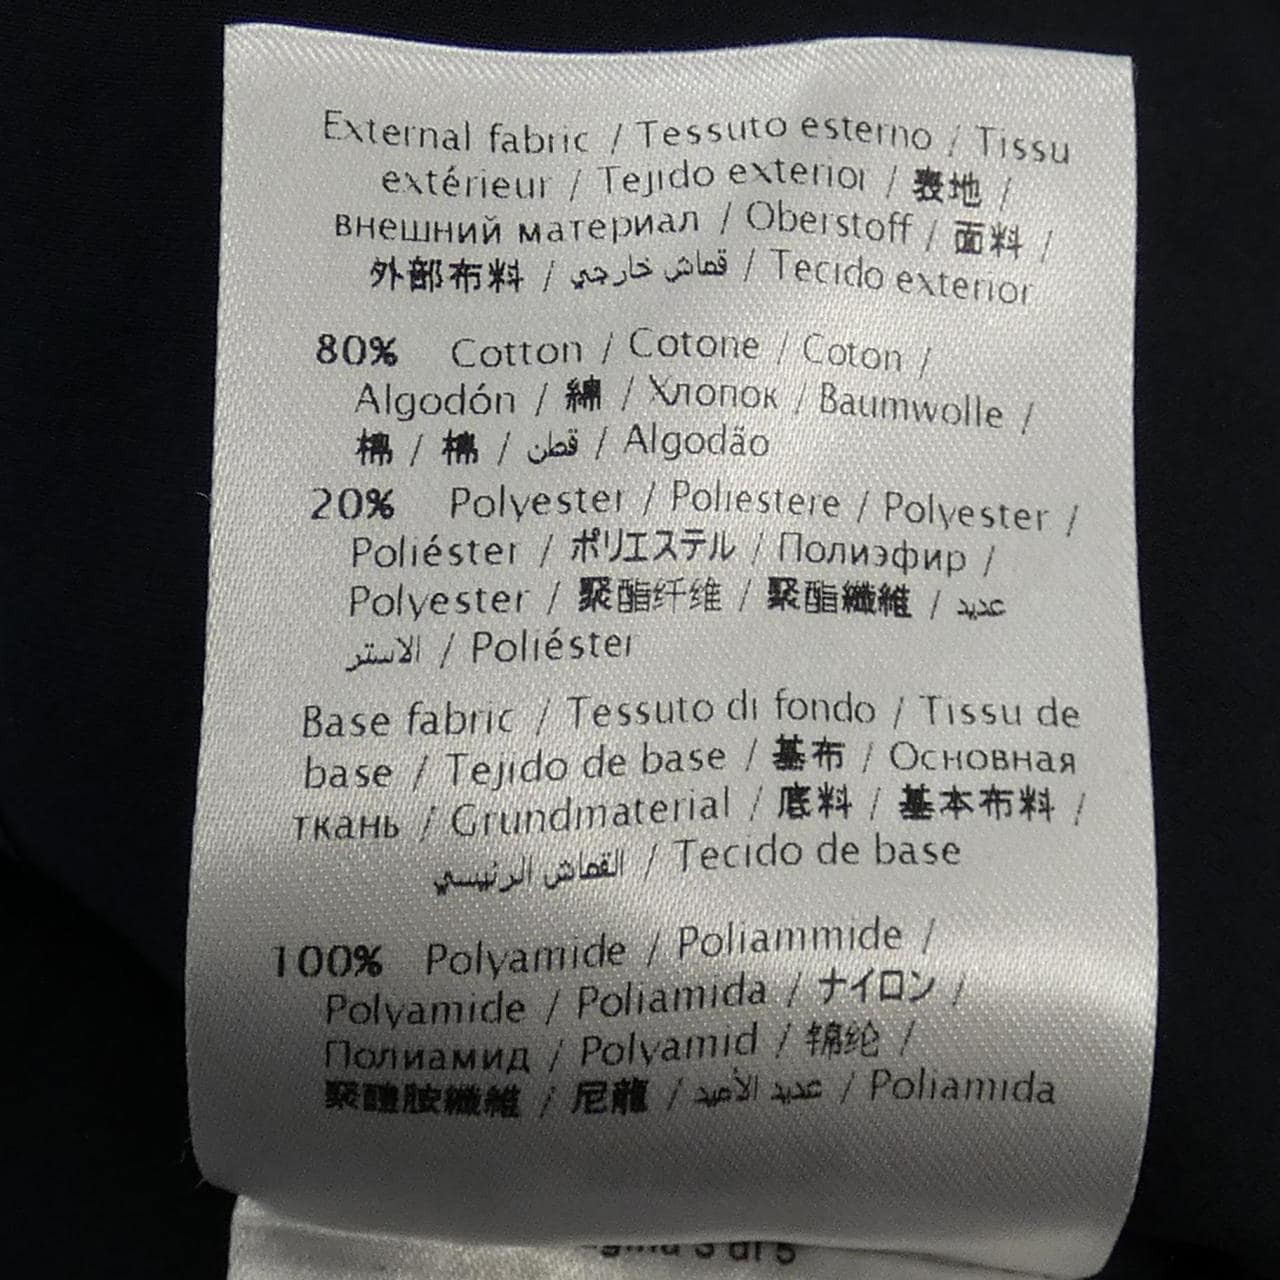 External fabric / Tessuto esterno / Tissu
extérieur / Tejido exterior / 表地 /
внешний материал / Oberstoff / 面料 /
外部布料 / قماش خارجي / Tecido exterior
80% Cotton / Cotone / Coton /
Algodón / 綿 / Хлопок / Baumwolle /
棉 / 棉 / قطن / Algodão
20% Polyester / Poliestere / Polyester /
Poliéster / ポリエステル / Полиэфир /
Polyester / 聚酯纤维 / 聚酯纖維 / عديد
الاستر / Poliéster
Base fabric / Tessuto di fondo / Tissu de
base / Tejido de base / 基布 / Основная
ткань / Grundmaterial / 底料 / 基本布料 /
القماش الرئيسي / Tecido de base
100% Polyamide / Poliammide /
Polyamide / Poliamida / ナイロン /
Полиамид / Polyamid / 锦纶 /
聚醯胺纖維 / 尼龍 / عديد الأميد / Poliamida
3 di 5